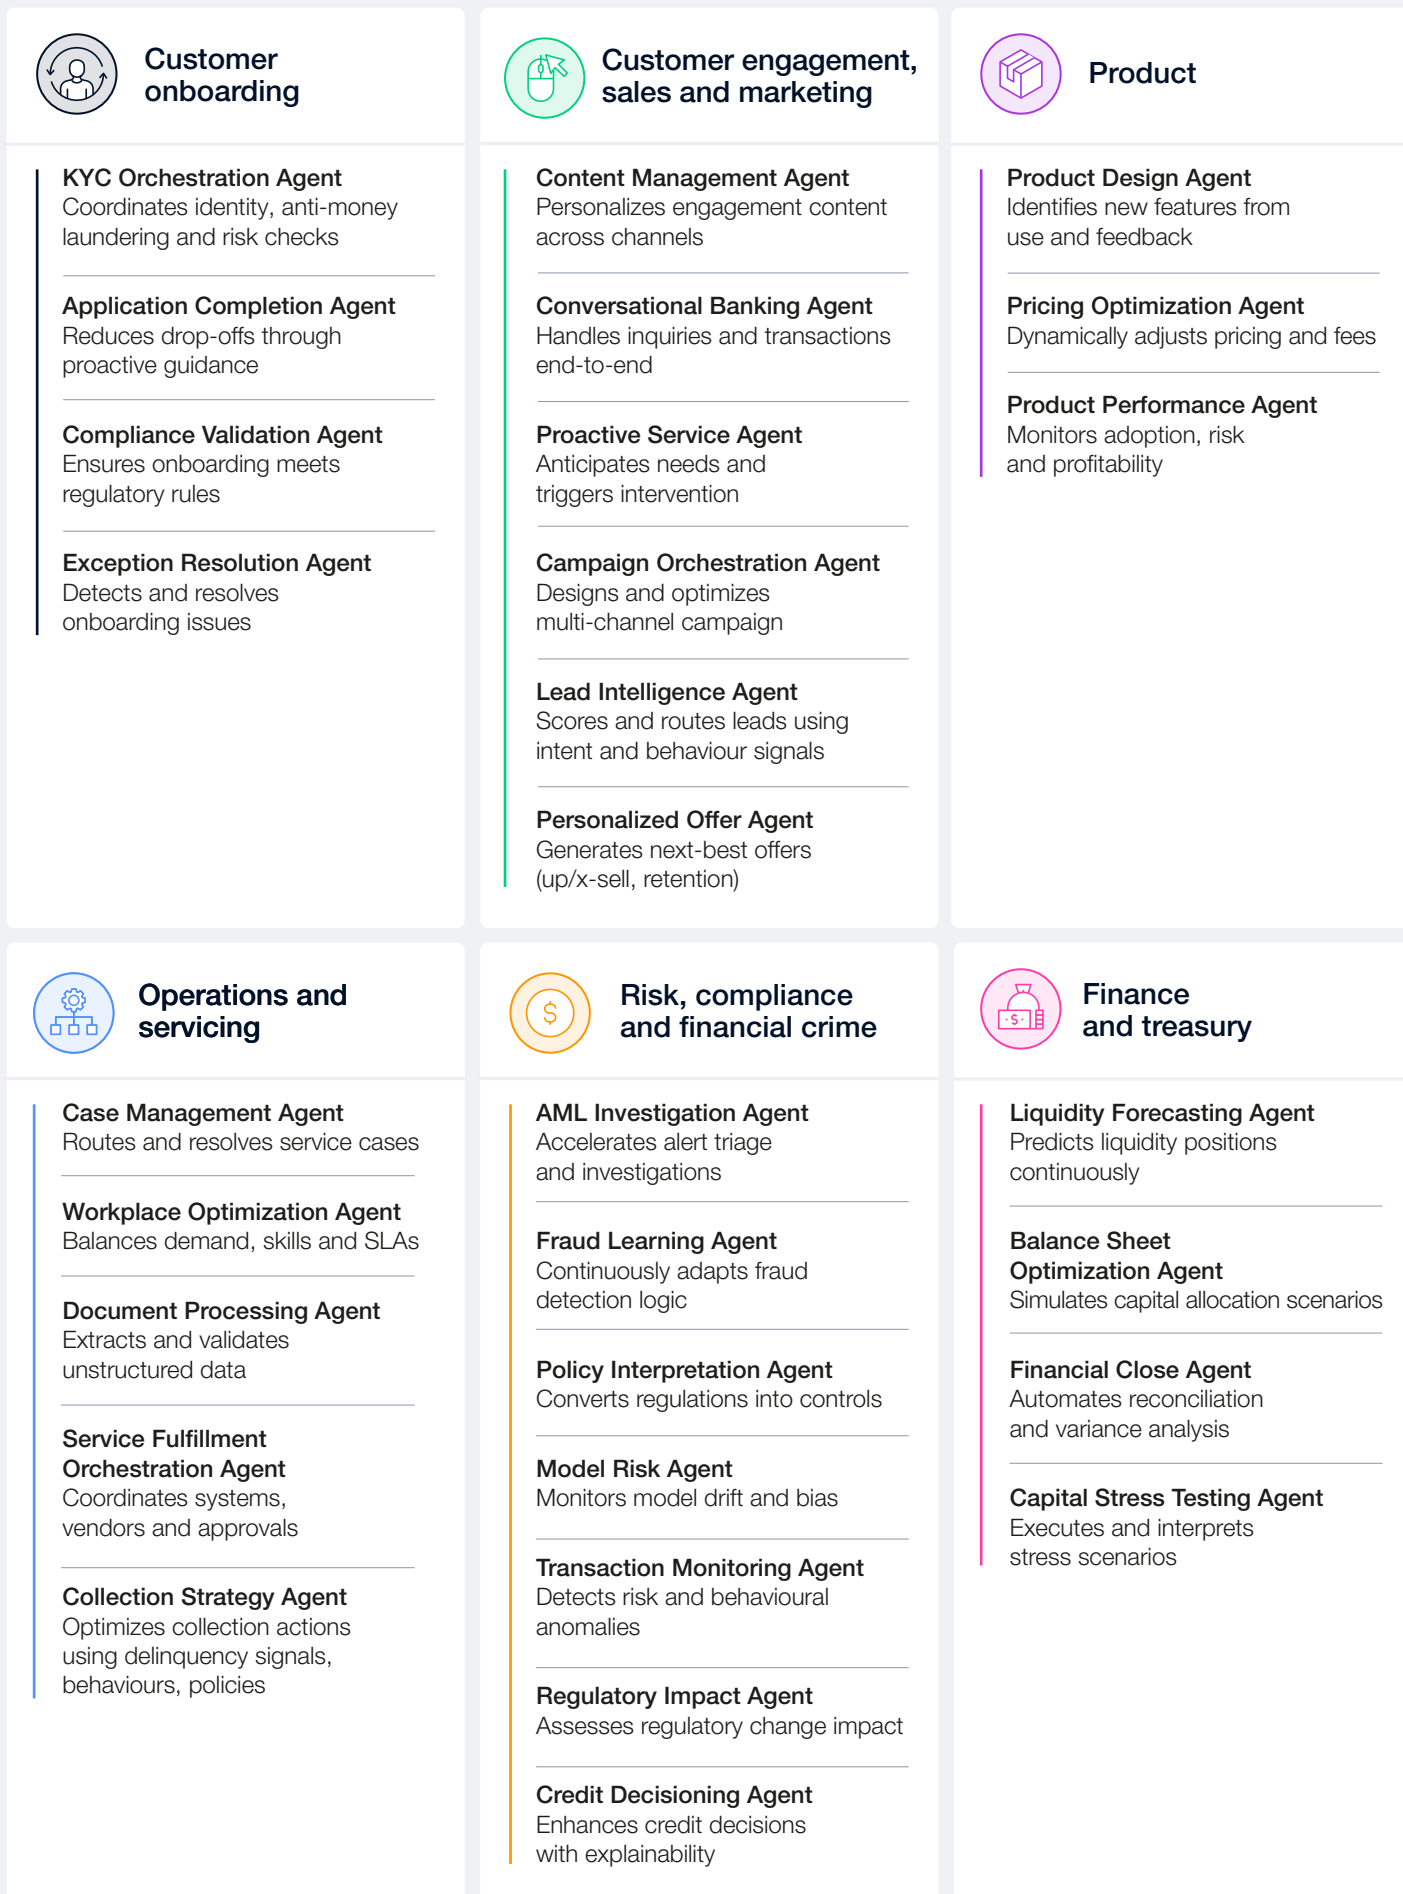 Customer
onboarding
KYC Orchestration Agent
Coordinates identity, anti-money
laundering and risk checks
Application Completion Agent
Reduces drop-offs through
proactive guidance
Compliance Validation Agent
Ensures onboarding meets
regulatory rules
Exception Resolution Agent
Detects and resolves
onboarding issues
Customer engagement,
sales and marketing
Content Management Agent
Personalizes engagement content
across channels
Conversational Banking Agent
Handles inquiries and transactions
end-to-end
Proactive Service Agent
Anticipates needs and
triggers intervention
Campaign Orchestration Agent
Designs and optimizes
multi-channel campaign
Lead Intelligence Agent
Scores and routes leads using
intent and behaviour signals
Personalized Offer Agent
Generates next-best offers
(up/x-sell, retention)
Product
Product Design Agent
Identifies new features from
use and feedback
Pricing Optimization Agent
Dynamically adjusts pricing and fees
Product Performance Agent
Monitors adoption, risk
and profitability
Operations and
servicing
Case Management Agent
Routes and resolves service cases
Workplace Optimization Agent
Balances demand, skills and SLAs
Document Processing Agent
Extracts and validates
unstructured data
Service Fulfillment
Orchestration Agent
Coordinates systems,
vendors and approvals
Collection Strategy Agent
Optimizes collection actions
using delinquency signals,
behaviours, policies
$
Risk, compliance
and financial crime
AML Investigation Agent
Accelerates alert triage
and investigations
Fraud Learning Agent
Continuously adapts fraud
detection logic
Policy Interpretation Agent
Converts regulations into controls
Model Risk Agent
Monitors model drift and bias
Transaction Monitoring Agent
Detects risk and behavioural
anomalies
Regulatory Impact Agent
Assesses regulatory change impact
Credit Decisioning Agent
Enhances credit decisions
with explainability
$
Finance
and treasury
Liquidity Forecasting Agent
Predicts liquidity positions
continuously
Balance Sheet
Optimization Agent
Simulates capital allocation scenarios
Financial Close Agent
Automates reconciliation
and variance analysis
Capital Stress Testing Agent
Executes and interprets
stress scenarios